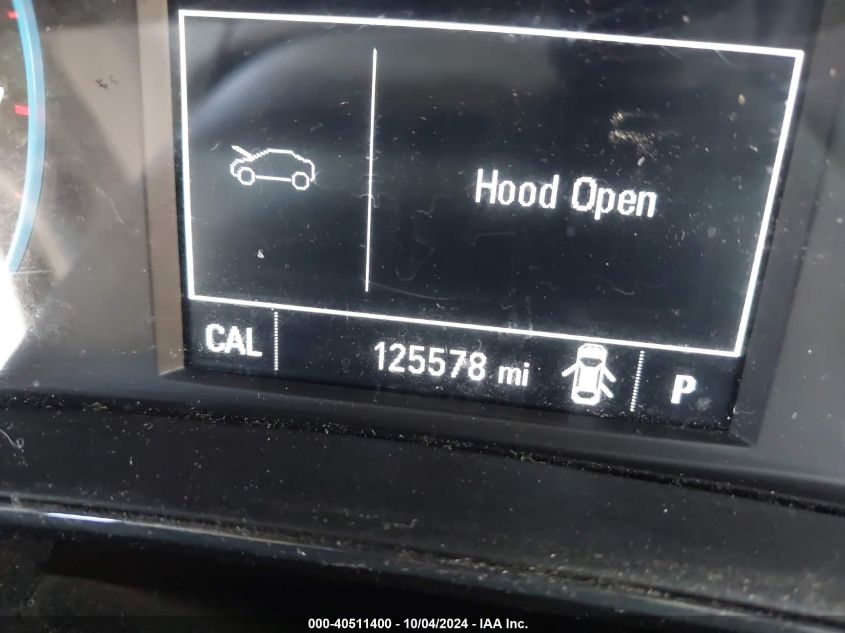 Hood Open
CAL 125578 mi P
000-40511400 - 10/04/2024 - IAA Inc.